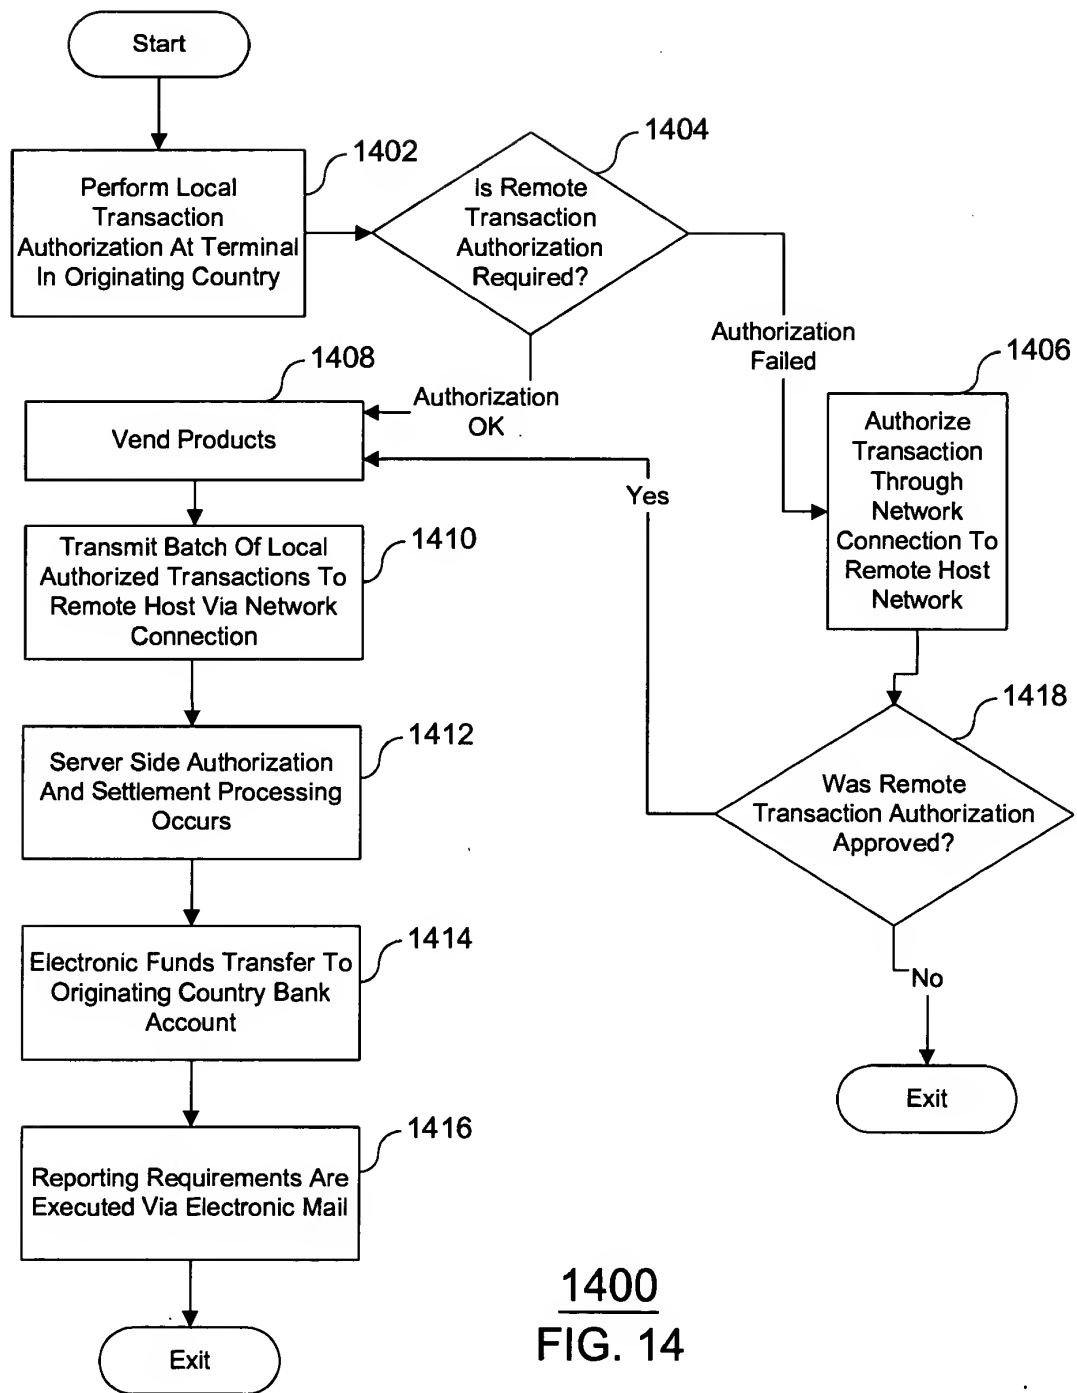 Start
1402
Perform Local
Transaction
Authorization At Terminal
In Originating Country
1404
Is Remote
Transaction
Authorization
Required?
Authorization
Failed
1406
Authorize
Transaction
Through
Network
Connection To
Remote Host
Network
1408
Authorization
OK
Vend Products
Yes
1410
Transmit Batch Of Local
Authorized Transactions To
Remote Host Via Network
Connection
1418
Was Remote
Transaction Authorization
Approved?
1412
Server Side Authorization
And Settlement Processing
Occurs
No
Exit
1414
Electronic Funds Transfer To
Originating Country Bank
Account
1416
Reporting Requirements Are
Executed Via Electronic Mail
Exit
1400
FIG. 14